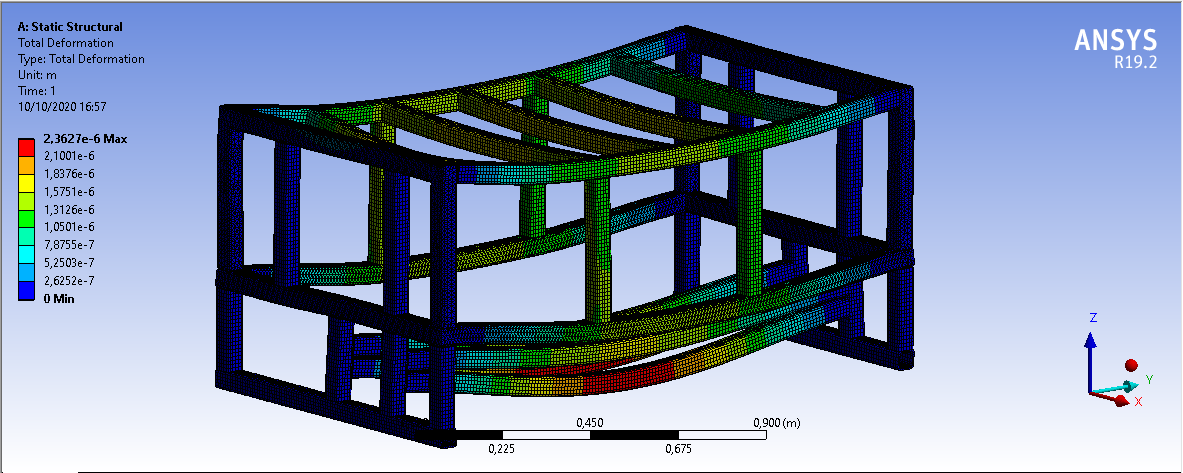 A: Static Structural
Total Deformation
Type: Total Deformation
Unit: m
Time: 1
10/10/2020 16:57
2,3627e-6 Max
2,1001e-6
1,8376e-6
1,5751e-6
1,3126e-6
1,0501e-6
7,8755e-7
5,2503e-7
2,6252e-7
0 Min
ANSYS
R19.2
Z
Y
X
0,450 0,900 (m)
0,225 0,675